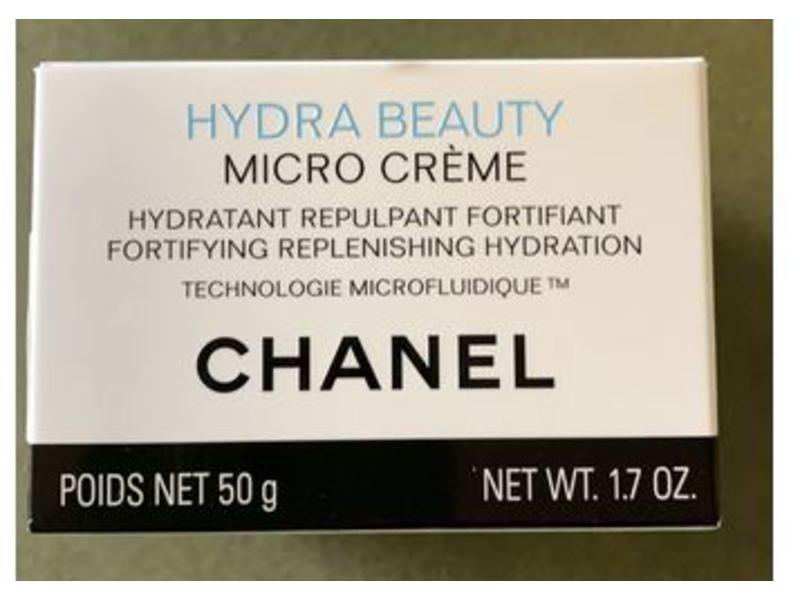 HYDRA BEAUTY
MICRO CRÈME
HYDRATANT REPULPANT FORTIFIANT
FORTIFYING REPLENISHING HYDRATION
TECHNOLOGIE MICROFLUIDIQUE™
CHANEL
POIDS NET 50 g NET WT. 1.7 OZ.